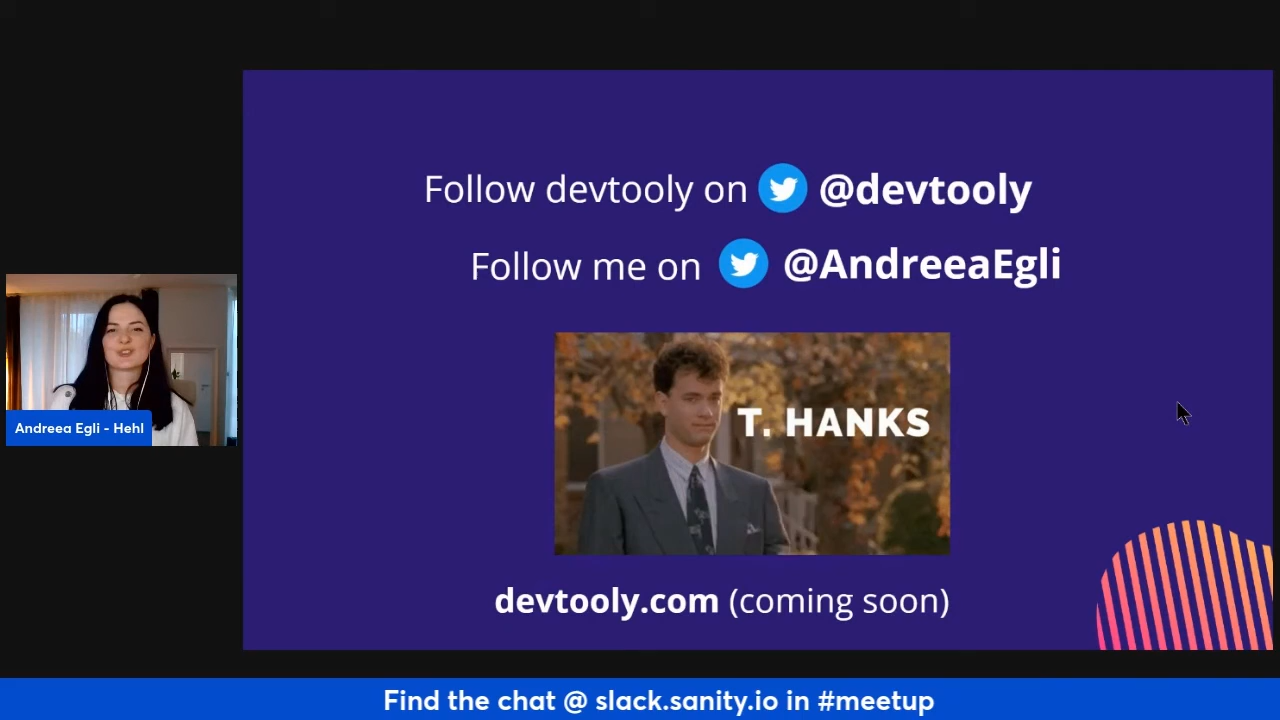 Follow devtooly on @devtooly
Follow me on @AndreeaEgli
T. HANKS
Andreea Egli - Hehl
devtooly.com (coming soon)
Find the chat @ slack.sanity.io in #meetup